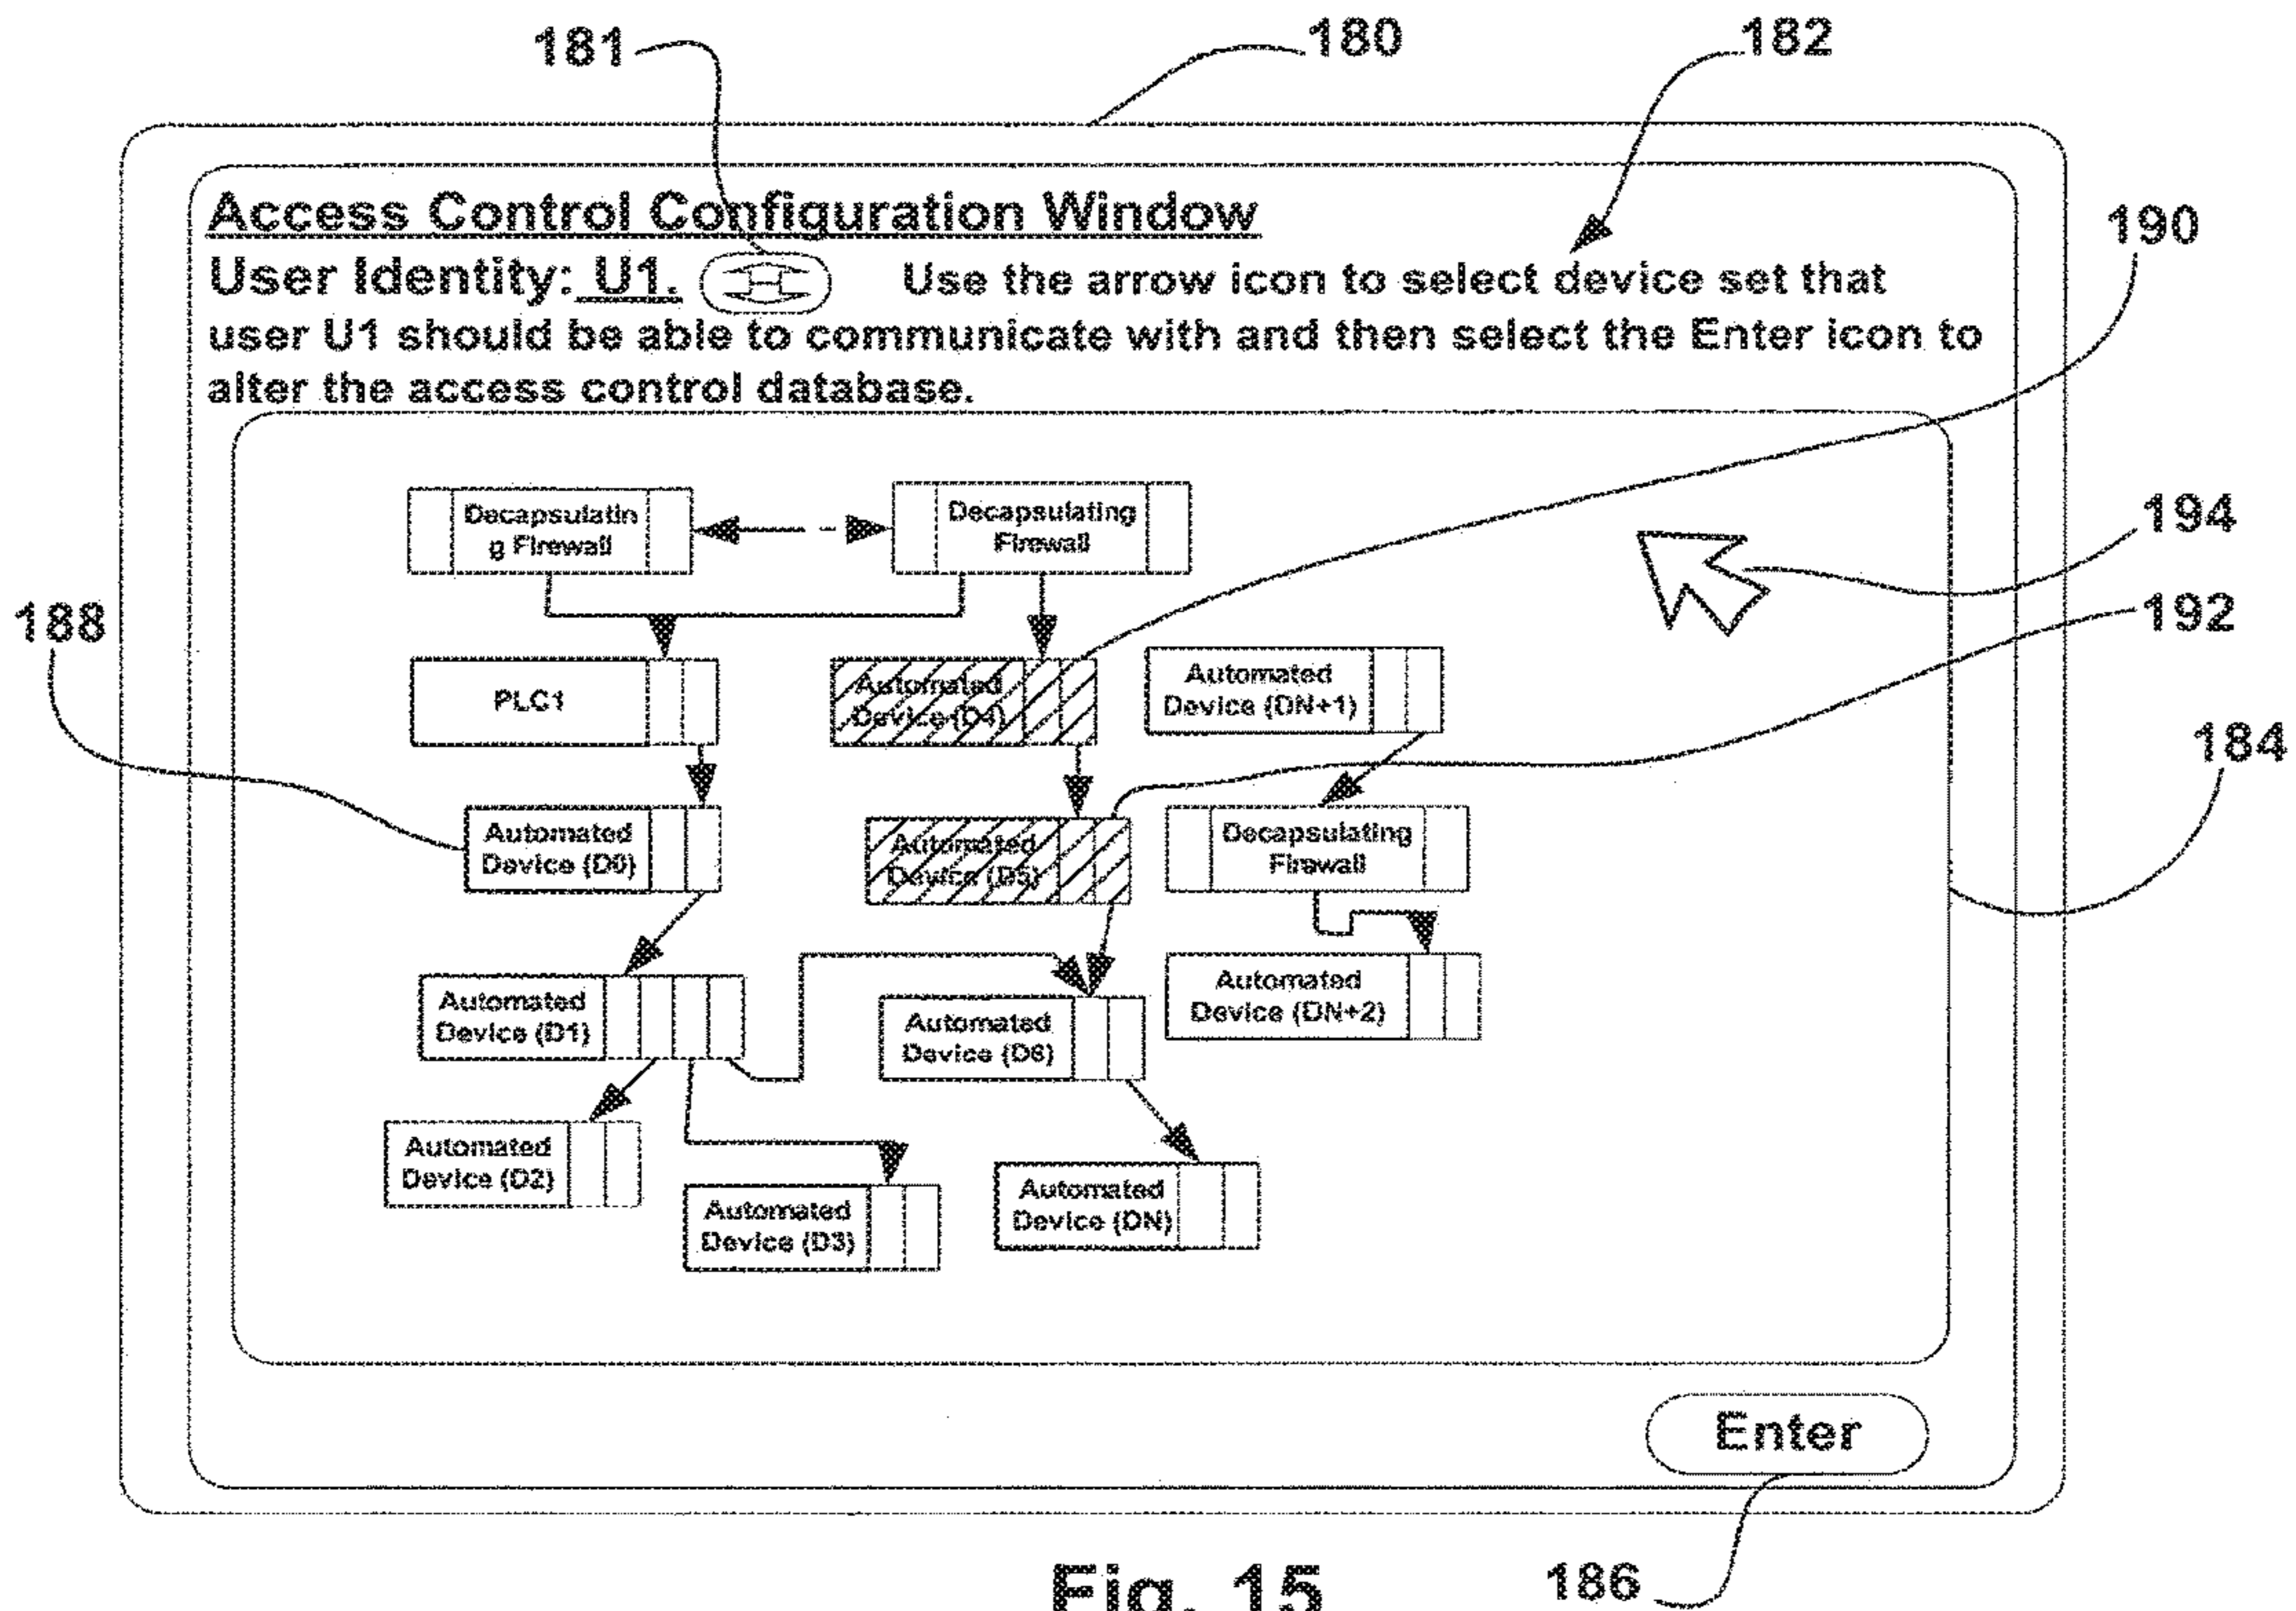 181
180
182
Access Control Configuration Window
190
User Identity: U1. Use the arrow icon to select device set that
user U1 should be able to communicate with and then select the Enter icon to
alter the access control database.
Decapsulatin
g Firewall
Decapsulating
Firewall
194
188
192
PLC1
Automated
Device (D4)
Automated
Device (DN+1)
184
Automated
Device (D0)
Automated
Device (D5)
Decapsulating
Firewall
Automated
Device (D1)
Automated
Device (D6)
Automated
Device (DN+2)
Automated
Device (D2)
Automated
Device (D3)
Automated
Device (DN)
Enter
Fig. 15
186